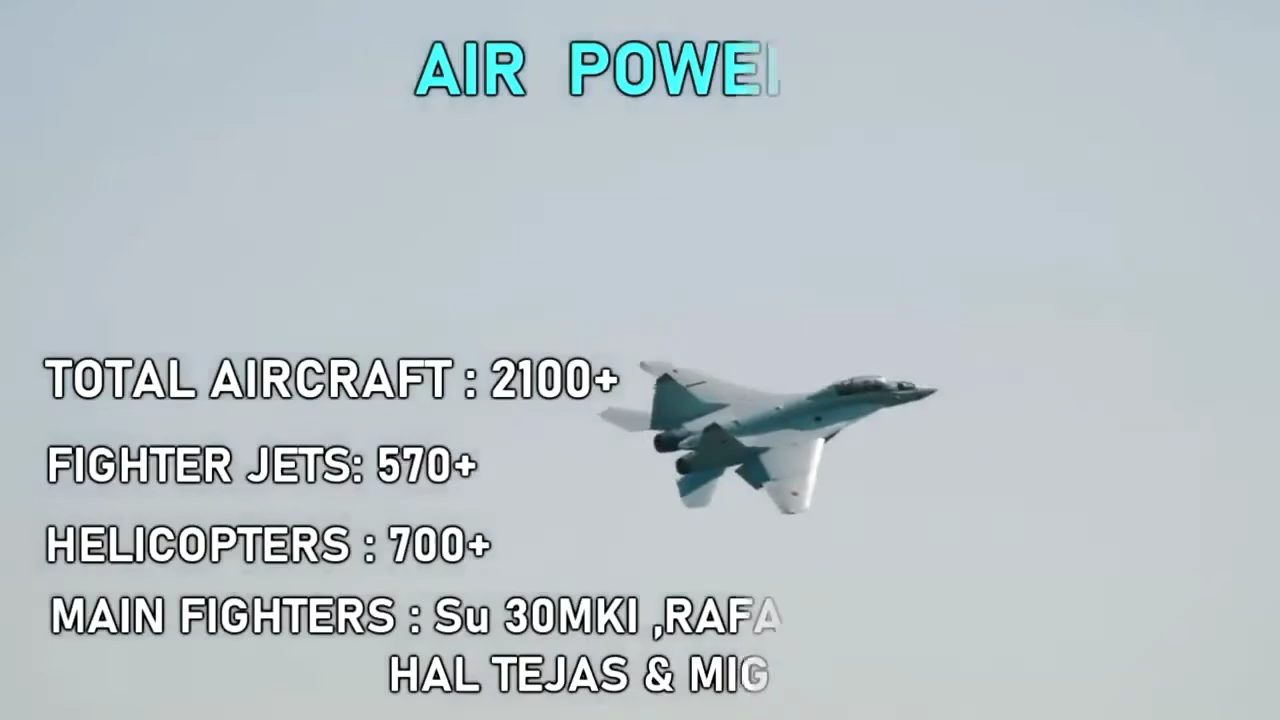 AIR POWE
TOTAL AIRCRAFT : 2100+
FIGHTER JETS: 570+
HELICOPTERS : 700+
MAIN FIGHTERS : Su 30MKI ,RAFA
HAL TEJAS & MIG